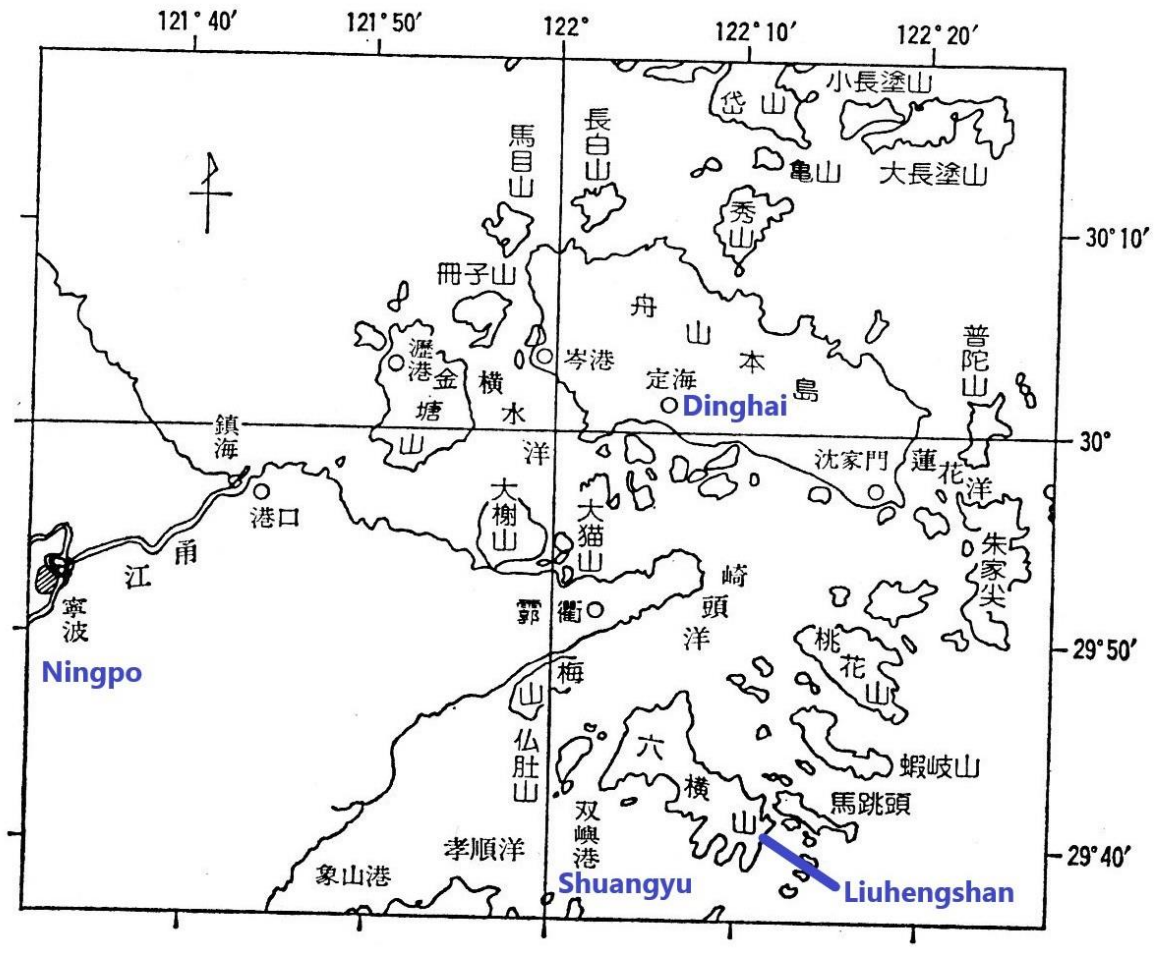 121°40′
121°50′
122°
122°10′
122°20′
小長塗山
岱山
長白山
馬目山
亀山
大長塗山
秀山
30°10′
冊子山
舟山本島
瀝港
岑港
普陀山
金塘山
横水洋
定海
Dinghai
鎮海
30°
沈家門
蓮花洋
港口
大榭山
大猫山
朱家尖
甬江
崎頭洋
霩衢
寧波
桃花山
29°50′
Ningpo
梅山
六横山
仏肚山
蝦岐山
馬跳頭
双嶼港
孝順洋
29°40′
象山港
Shuangyu
Liuhengshan